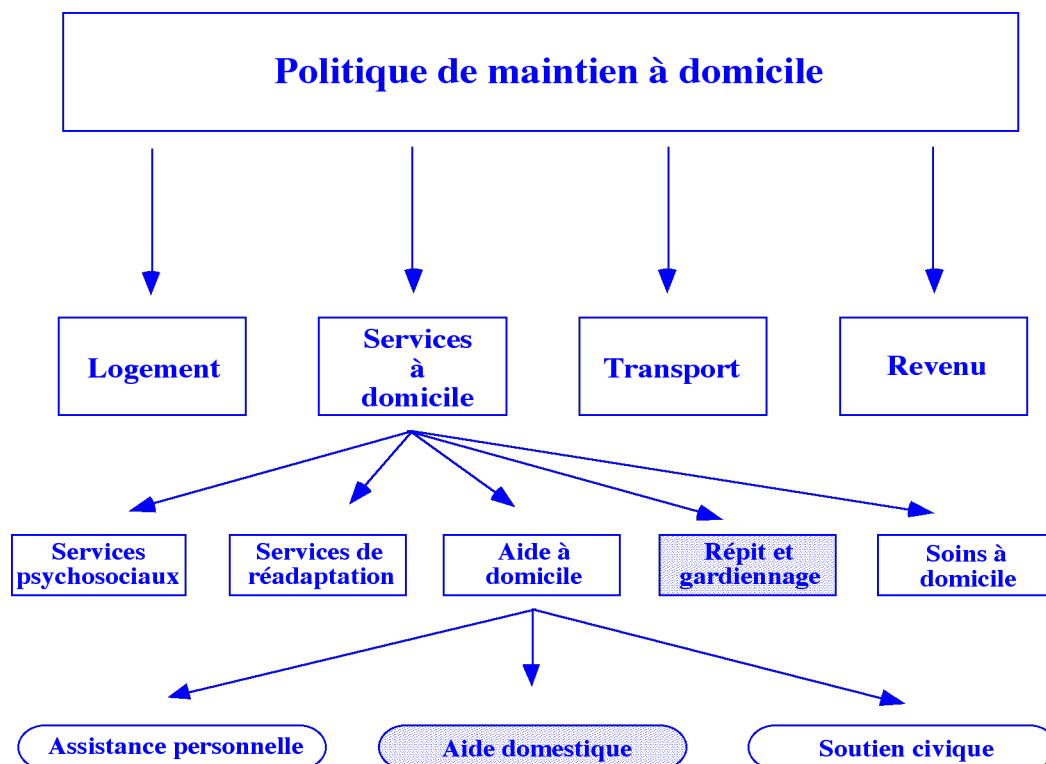 Politique de maintien à domicile
Logement
Services
à
domicile
Transport
Revenu
Services
psychosociaux
Services de
réadaptation
Aide à
domicile
Répit et
gardiennage
Soins à
domicile
Assistance personnelle
Aide domestique
Soutien civique